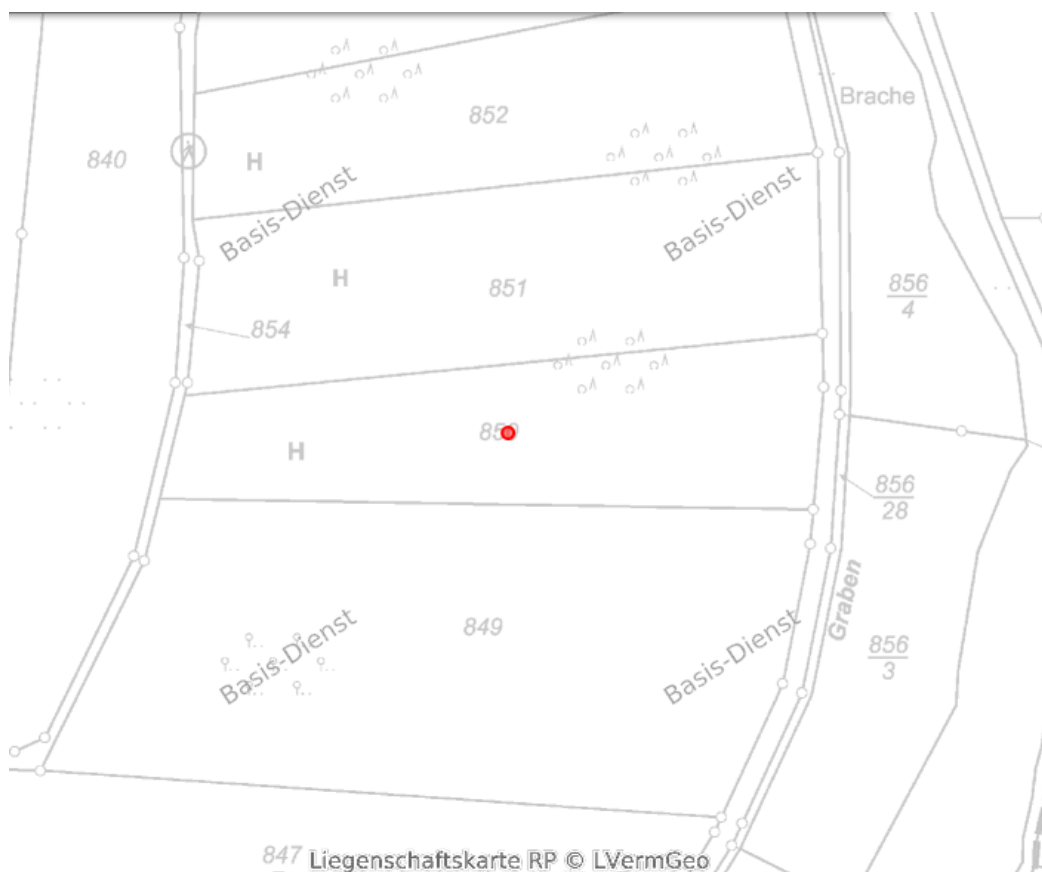 Brache
852
840
H
Basis-Dienst
Basis-Dienst
H
851
856
4
854
850
H
856
28
Graben
849
Basis-Dienst
Basis-Dienst
856
3
847
Liegenschaftskarte RP © LVermGeo